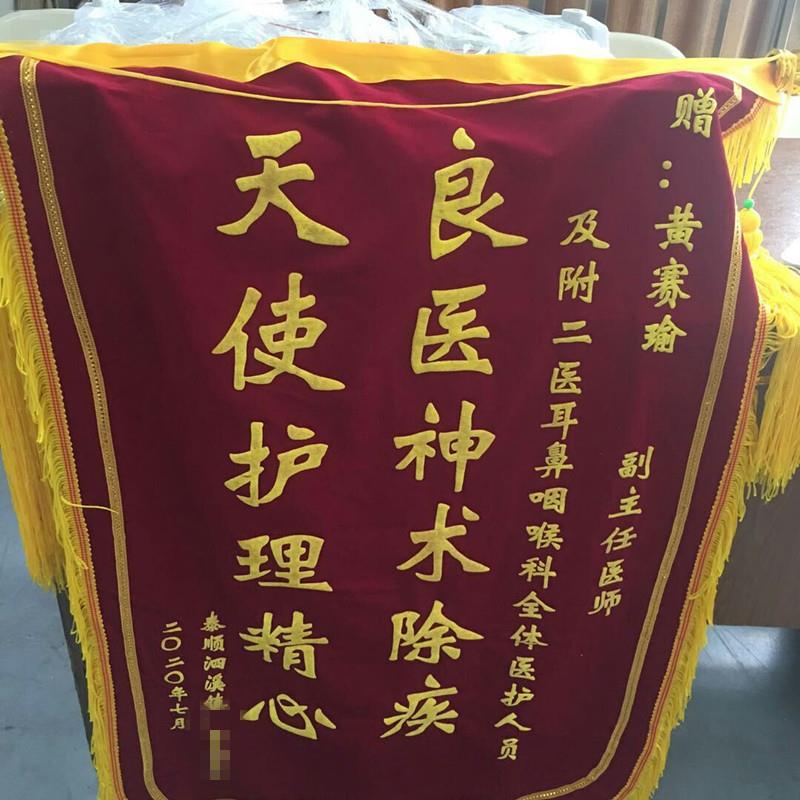 赠：黄赛瑜 副主任医师
及附二医耳鼻咽喉科全体医护人员
良医神术除疾
天使护理精心
泰顺泗溪镇
二〇二〇年七月